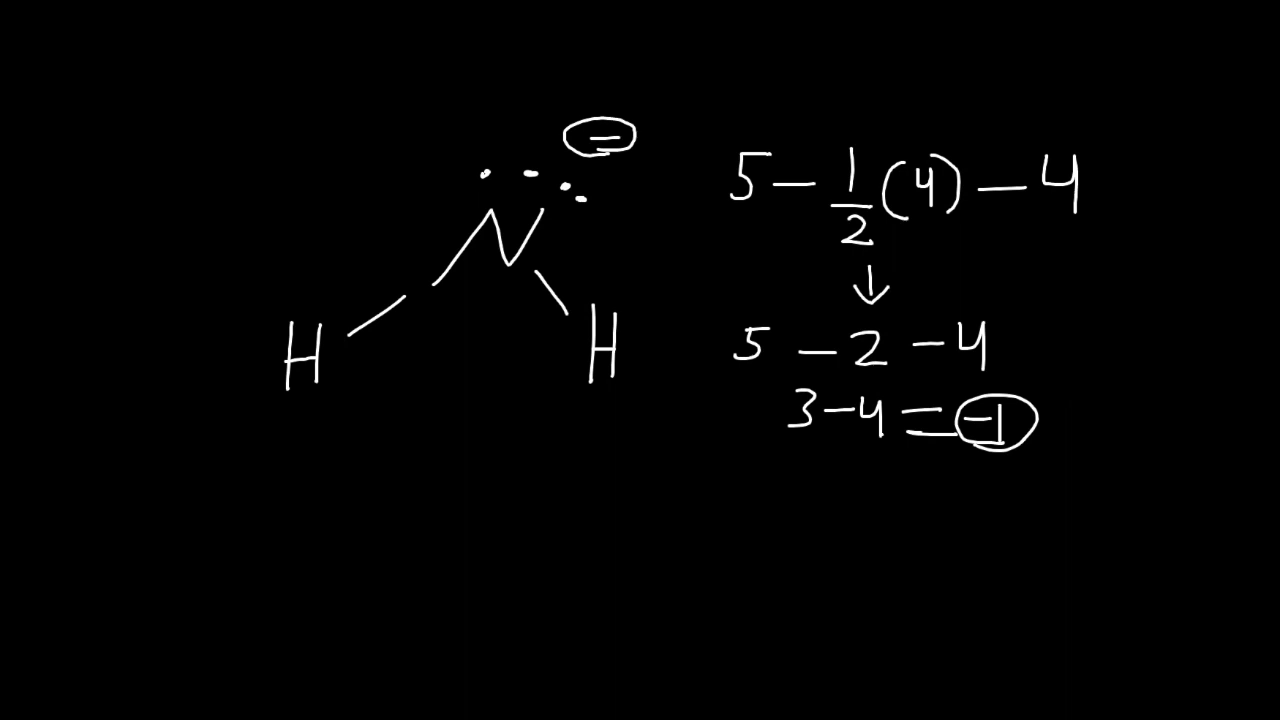 N
H H
5 - 1/2 (4) - 4
↓
5 - 2 - 4
3 - 4 = -1